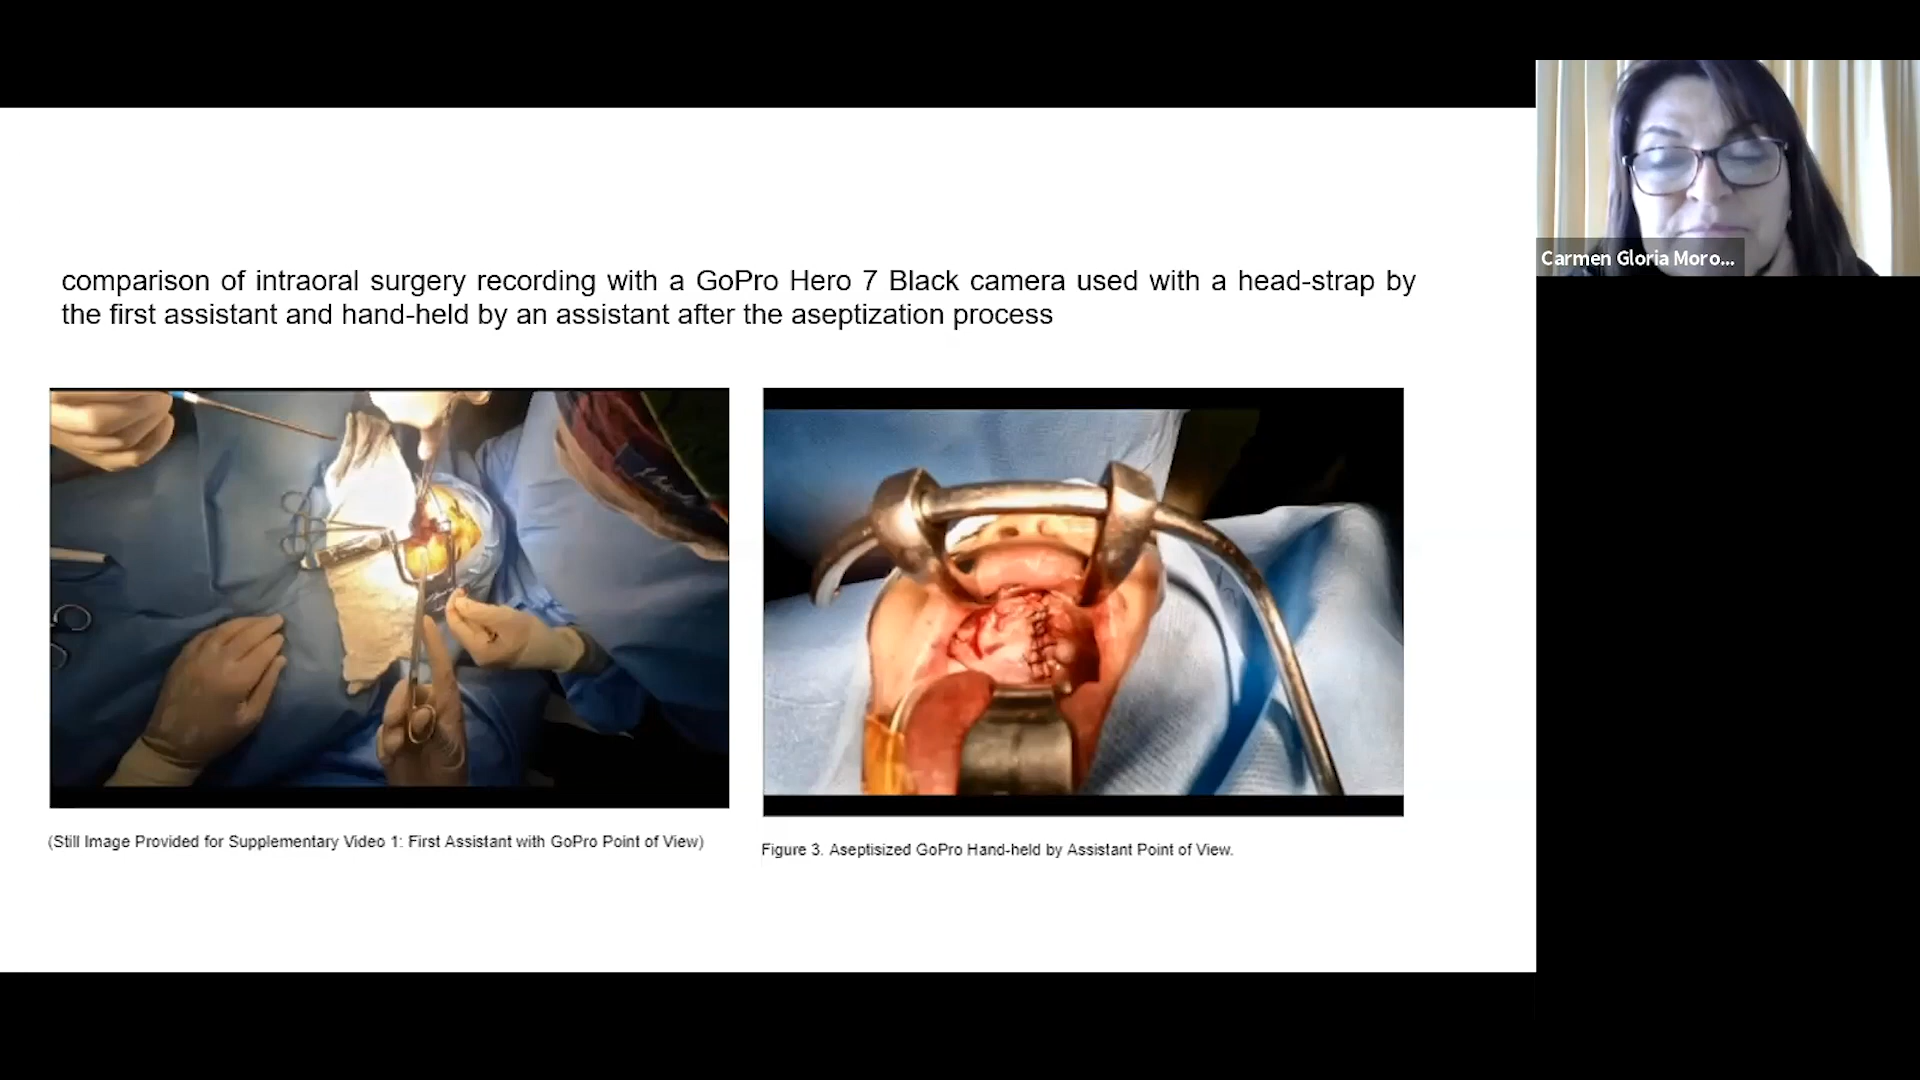 comparison of intraoral surgery recording with a GoPro Hero 7 Black camera used with a head-strap by
the first assistant and hand-held by an assistant after the aseptization process
(Still Image Provided for Supplementary Video 1: First Assistant with GoPro Point of View)
Figure 3. Aseptisized GoPro Hand-held by Assistant Point of View.
Carmen Gloria Moro...